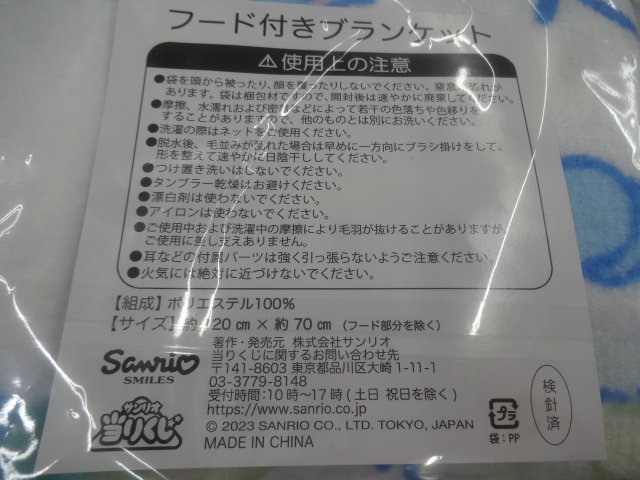 フード付きブランケット
⚠使用上の注意
●袋を頭から被ったり、顔を覆ったりしないでください。窒息の恐れが
あります。袋は梱包材ですので、開封後は速やかに廃棄してください。
●摩擦、水濡れおよび汗などによって若干の色落ちや色移りを
することがありますので、他のものとは別にお洗いください。
●洗濯の際はネットをご使用ください。
●脱水後、毛並みが乱れた場合は早めに一方向にブラシ掛けをして、
形を整えて速やかに日陰干ししてください。
●つけ置き洗いはしないでください。
●タンブラー乾燥はお避けください。
●漂白剤は使わないでください。
●アイロンは使わないでください。
●ご使用中および洗濯中の摩擦により毛羽が抜けることがありますが、
ご使用に差し支えありません。
●耳などの付属パーツは強く引っ張らないようご注意ください。
●火気には絶対に近づけないでください。
【組成】ポリエステル100%
【サイズ】約 20 cm × 約 70 cm (フード部分を除く)
Sanrio
SMILES
サンリオ
当りくじ
著作・発売元 株式会社サンリオ
当りくじに関するお問い合わせ先
〒141-8603 東京都品川区大崎 1-11-1
03-3779-8148
受付時間:10時～17時(土日 祝日を除く)
https://www.sanrio.co.jp
© 2023 SANRIO CO., LTD. TOKYO, JAPAN
MADE IN CHINA
プラ
袋:PP
検針済